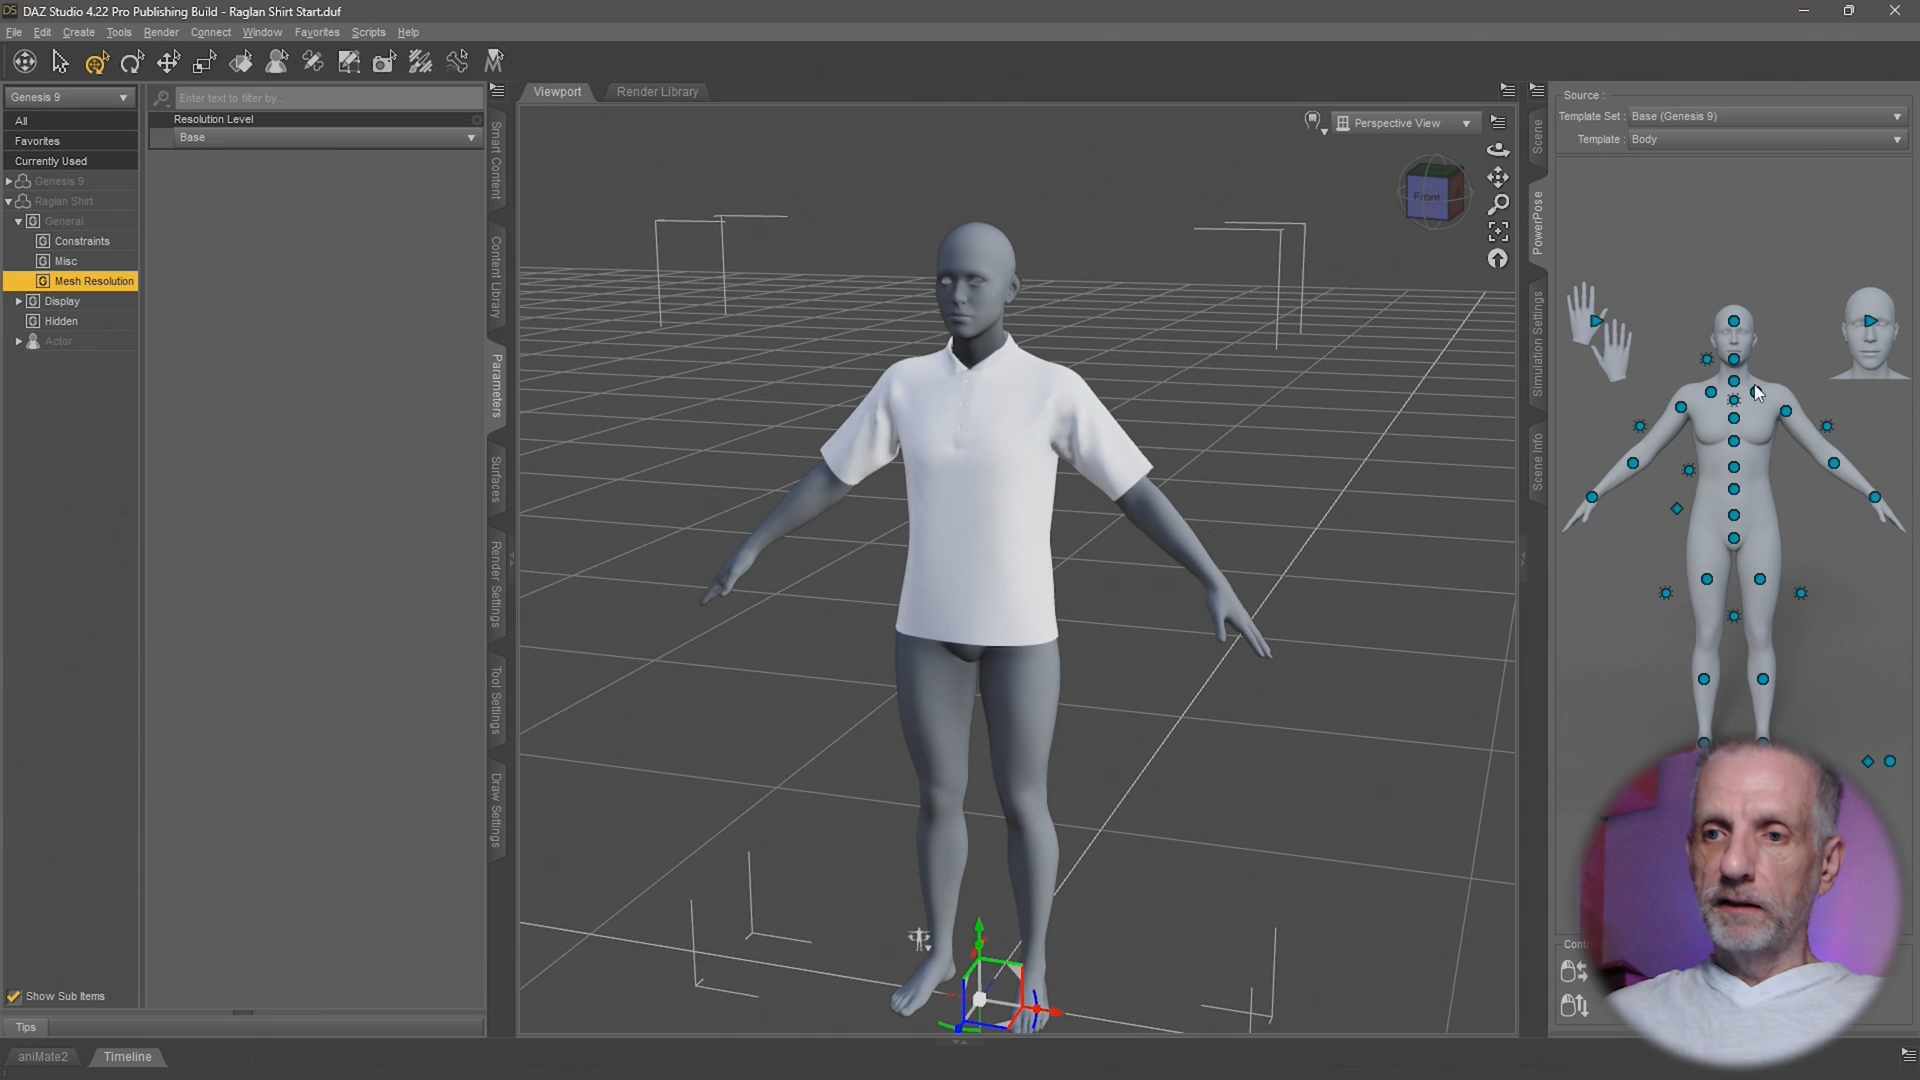 DAZ Studio 4.22 Pro Publishing Build - Raglan Shirt Start.duf
File Edit Create Tools Render Connect Window Favorites Scripts Help
Genesis 9
All
Favorites
Currently Used
Genesis 9
Raglan Shirt
General
Constraints
Misc
Mesh Resolution
Display
Hidden
Actor
Show Sub Items
Tips
aniMate2
Timeline
Enter text to filter by...
Resolution Level
Base
Smart Content
Content Library
Parameters
Surfaces
Render Settings
Tool Settings
Draw Settings
Viewport
Render Library
Perspective View
Front
Scene
PowerPose
Simulation Settings
Scene Info
Source :
Template Set : Base (Genesis 9)
Template : Body